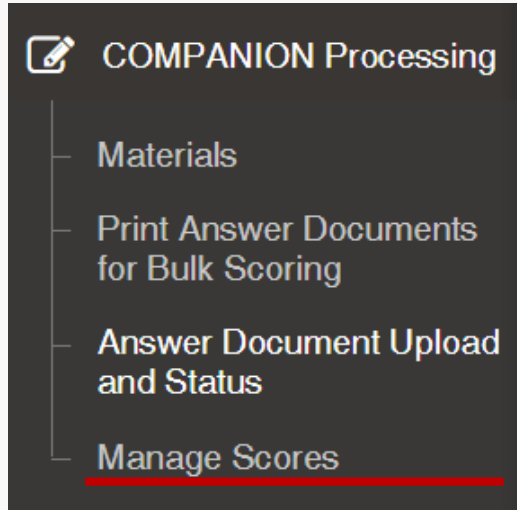 COMPANION Processing
Materials
Print Answer Documents
for Bulk Scoring
Answer Document Upload
and Status
Manage Scores